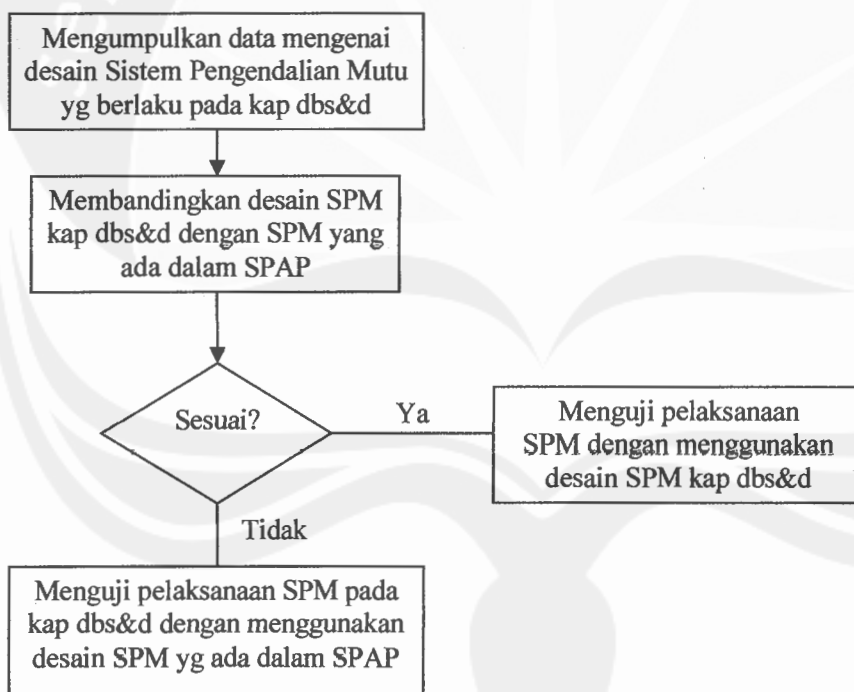 Mengumpulkan data mengenai
desain Sistem Pengendalian Mutu
yg berlaku pada kap dbs&d
Membandingkan desain SPM
kap dbs&d dengan SPM yang
ada dalam SPAP
Sesuai?
Ya
Menguji pelaksanaan
SPM dengan menggunakan
desain SPM kap dbs&d
Tidak
Menguji pelaksanaan SPM pada
kap dbs&d dengan menggunakan
desain SPM yg ada dalam SPAP